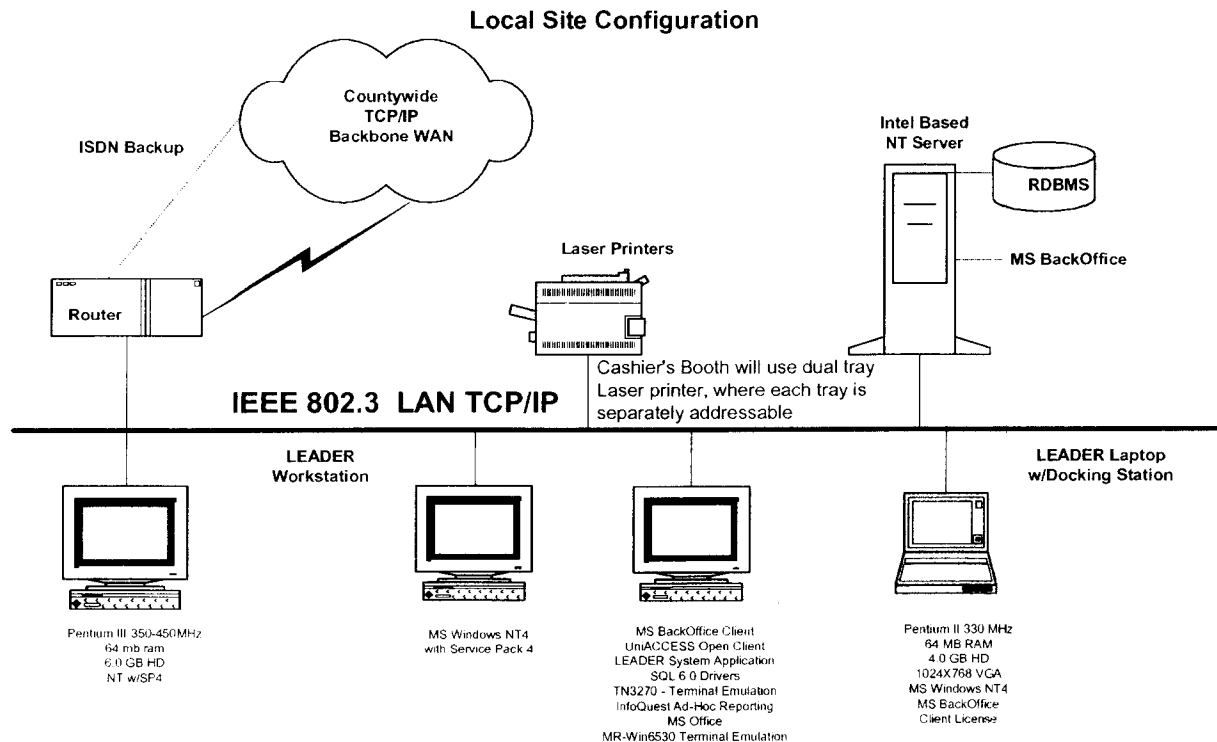 Local Site Configuration
Countywide
TCP/IP
Backbone WAN
ISDN Backup
Intel Based
NT Server
RDBMS
MS BackOffice
Laser Printers
Router
Cashier's Booth will use dual tray
Laser printer, where each tray is
separately addressable
IEEE 802.3 LAN TCP/IP
LEADER
Workstation
LEADER Laptop
w/Docking Station
Pentium III 350-450MHz
64 mb ram
6.0 GB HD
NT w/SP4
MS Windows NT4
with Service Pack 4
MS BackOffice Client
UniACCESS Open Client
LEADER System Application
SQL 6.0 Drivers
TN3270 - Terminal Emulation
InfoQuest Ad-Hoc Reporting
MS Office
MR-Win6530 Terminal Emulation
Pentium II 330 MHz
64 MB RAM
4.0 GB HD
1024X768 VGA
MS Windows NT4
MS BackOffice
Client License